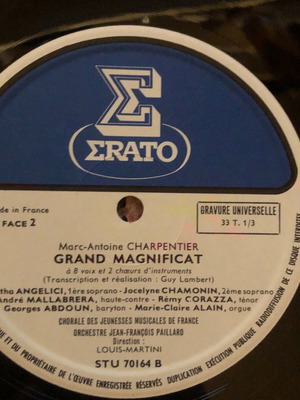 ERATO
de in France
FACE 2
GRAVURE UNIVERSELLE
33 T. 1/3
Marc-Antoine CHARPENTIER
GRAND MAGNIFICAT
à 8 voix et 2 chœurs d'instruments
(Transcription et réalisation : Guy Lambert)
tha ANGELICI, 1ère soprano - Jocelyne CHAMONIN, 2ème soprano
André MALLABRERA, haute-contre - Rémy CORAZZA, ténor
Georges ABDOUN, baryton - Marie-Claire ALAIN, orgue
CHORALE DES JEUNESSES MUSICALES DE FRANCE
ORCHESTRE JEAN-FRANÇOIS PAILLARD
Direction :
LOUIS-MARTINI
STU 70164 B
ET DU PROPRIÉTAIRE DE L'ŒUVRE ENREGISTRÉE RÉSERVÉS DUPLICATION EXÉCUTION PUBLIQUE RADIODIFFUSION DE CE DISQUE INTERDITE